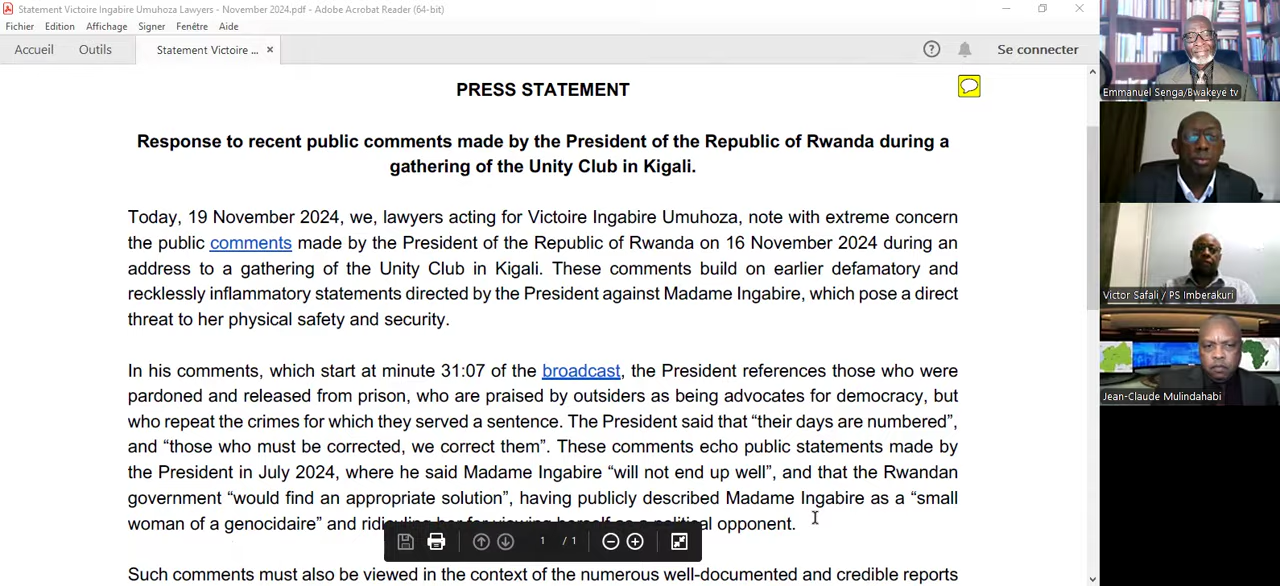 Statement Victoire Ingabire Umuhoza Lawyers - November 2024.pdf - Adobe Acrobat Reader (64-bit)
Fichier Edition Affichage Signer Fenêtre Aide
Accueil Outils Statement Victoire ... × Se connecter
PRESS STATEMENT
Response to recent public comments made by the President of the Republic of Rwanda during a
gathering of the Unity Club in Kigali.
Today, 19 November 2024, we, lawyers acting for Victoire Ingabire Umuhoza, note with extreme concern
the public comments made by the President of the Republic of Rwanda on 16 November 2024 during an
address to a gathering of the Unity Club in Kigali. These comments build on earlier defamatory and
recklessly inflammatory statements directed by the President against Madame Ingabire, which pose a direct
threat to her physical safety and security.
In his comments, which start at minute 31:07 of the broadcast, the President references those who were
pardoned and released from prison, who are praised by outsiders as being advocates for democracy, but
who repeat the crimes for which they served a sentence. The President said that “their days are numbered”,
and “those who must be corrected, we correct them”. These comments echo public statements made by
the President in July 2024, where he said Madame Ingabire “will not end up well”, and that the Rwandan
government “would find an appropriate solution”, having publicly described Madame Ingabire as a “small
woman of a genocidaire” and ridiculing her for viewing herself as a political opponent.
1 / 1
Such comments must also be viewed in the context of the numerous well-documented and credible reports
Emmanuel Senga/Bwakeye tv
Victor Safali / PS Imberakuri
Jean-Claude Mulindahabi